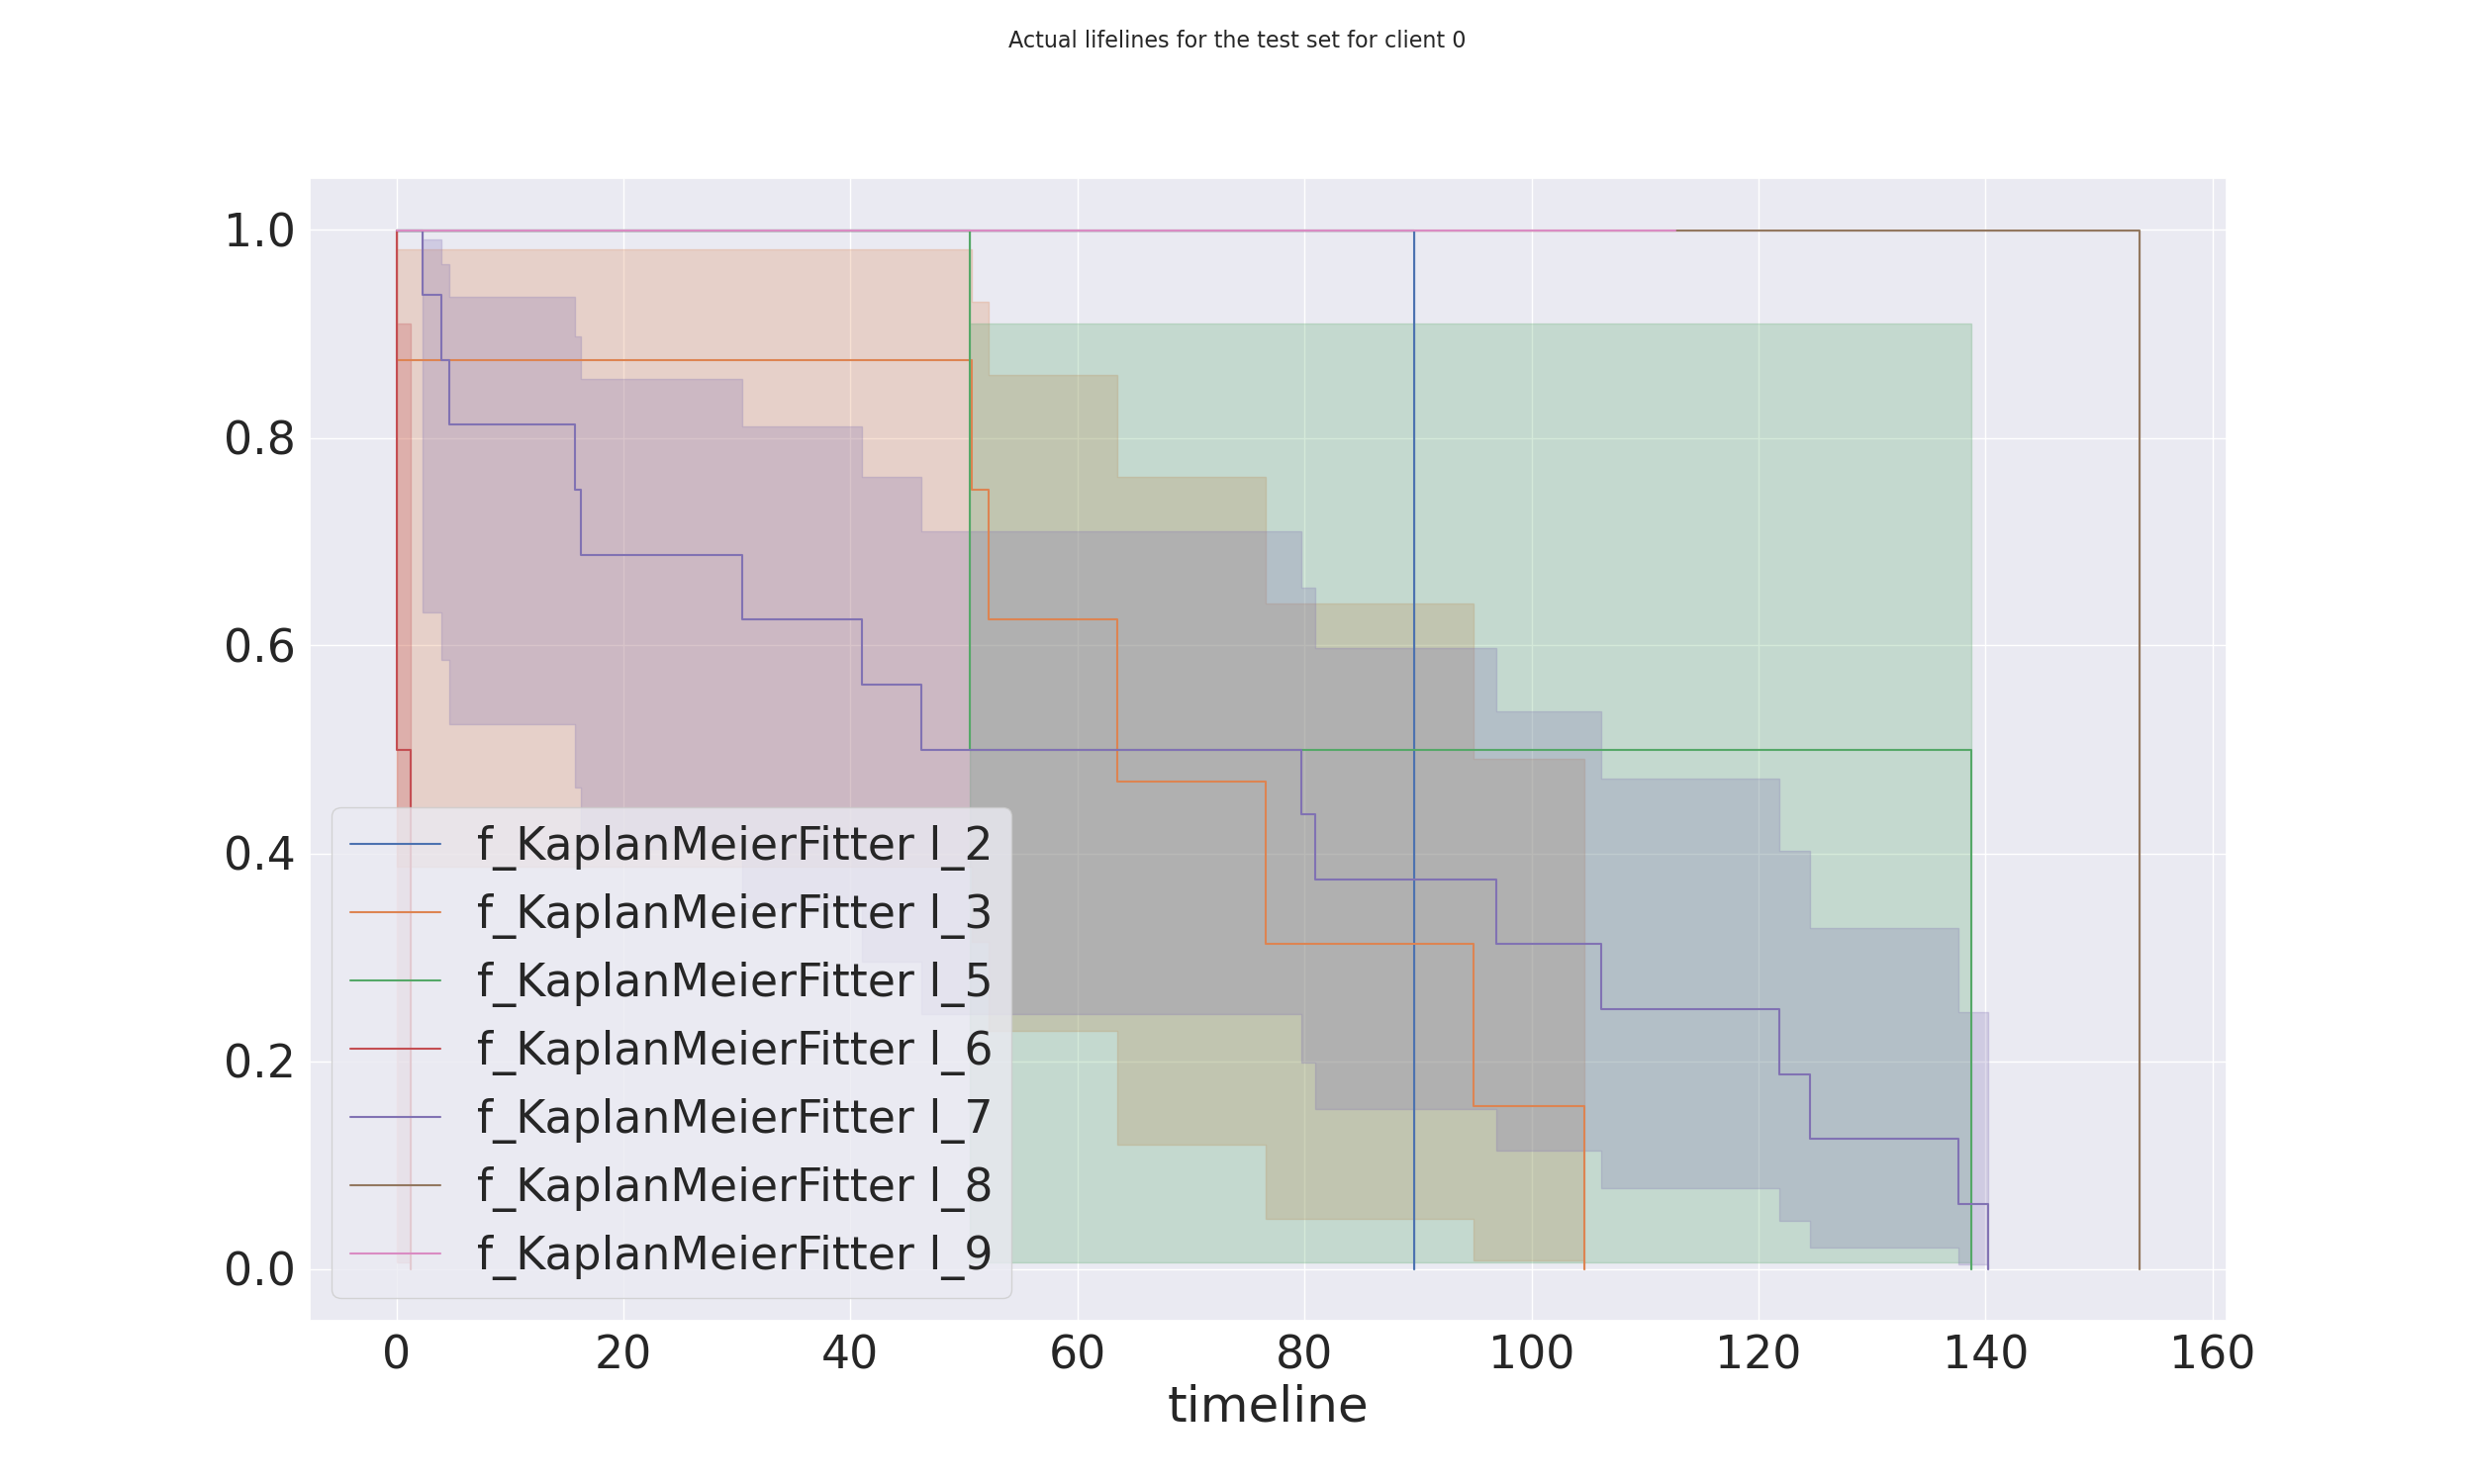 Actual lifelines for the test set for client 0
1.0
0.8
0.6
0.4
0.2
0.0
f_KaplanMeierFitter l_2
f_KaplanMeierFitter l_3
f_KaplanMeierFitter l_5
f_KaplanMeierFitter l_6
f_KaplanMeierFitter l_7
f_KaplanMeierFitter l_8
f_KaplanMeierFitter l_9
0 20 40 60 80 100 120 140 160
timeline